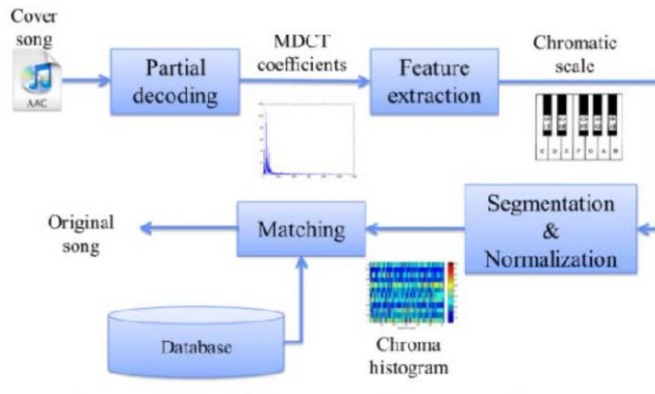 Cover
song
AAC
Partial
decoding
MDCT
coefficients
Feature
extraction
Chromatic
scale
C D E F G A B
Original
song
Matching
Segmentation
&
Normalization
Database
Chroma
histogram